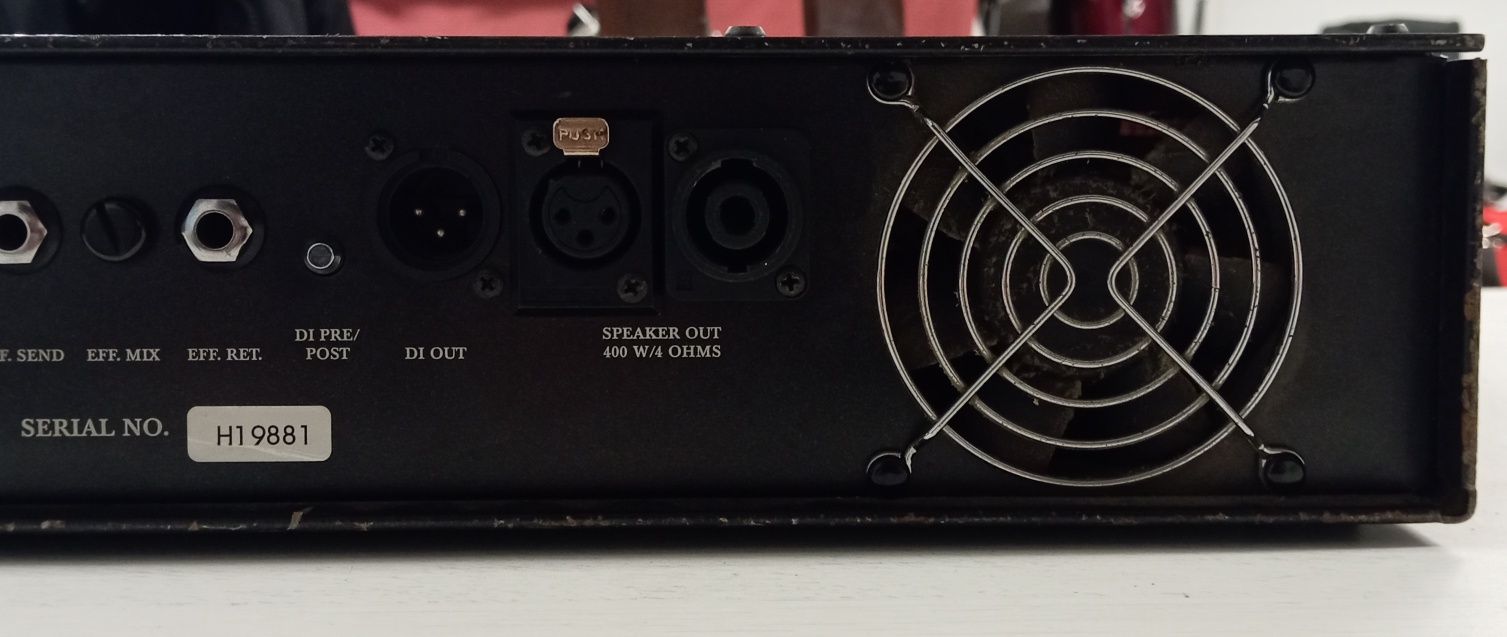 PUSH
F. SEND
EFF. MIX
EFF. RET.
DI PRE/
POST
DI OUT
SPEAKER OUT
400 W/4 OHMS
SERIAL NO.
H19881